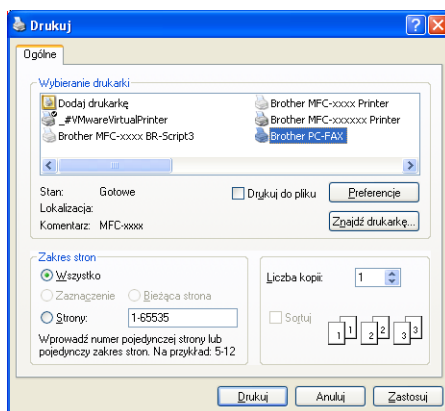 Drukuj
Ogólne
Wybieranie drukarki
Dodaj drukarkę
_#VMwareVirtualPrinter
Brother MFC-xxxx BR-Script3
Brother MFC-xxxx Printer
Brother MFC-xxxxxx Printer
Brother PC-FAX
Stan: Gotowe
Lokalizacja:
Komentarz: MFC-xxxx
Drukuj do pliku
Preferencje
Znajdź drukarkę...
Zakres stron
Wszystko
Zaznaczenie Bieżąca strona
Strony: 1-65535
Wprowadź numer pojedynczej strony lub
pojedynczy zakres stron. Na przykład: 5-12
Liczba kopii: 1
Sortuj
1 1 2 2 3 3
Drukuj Anuluj Zastosuj